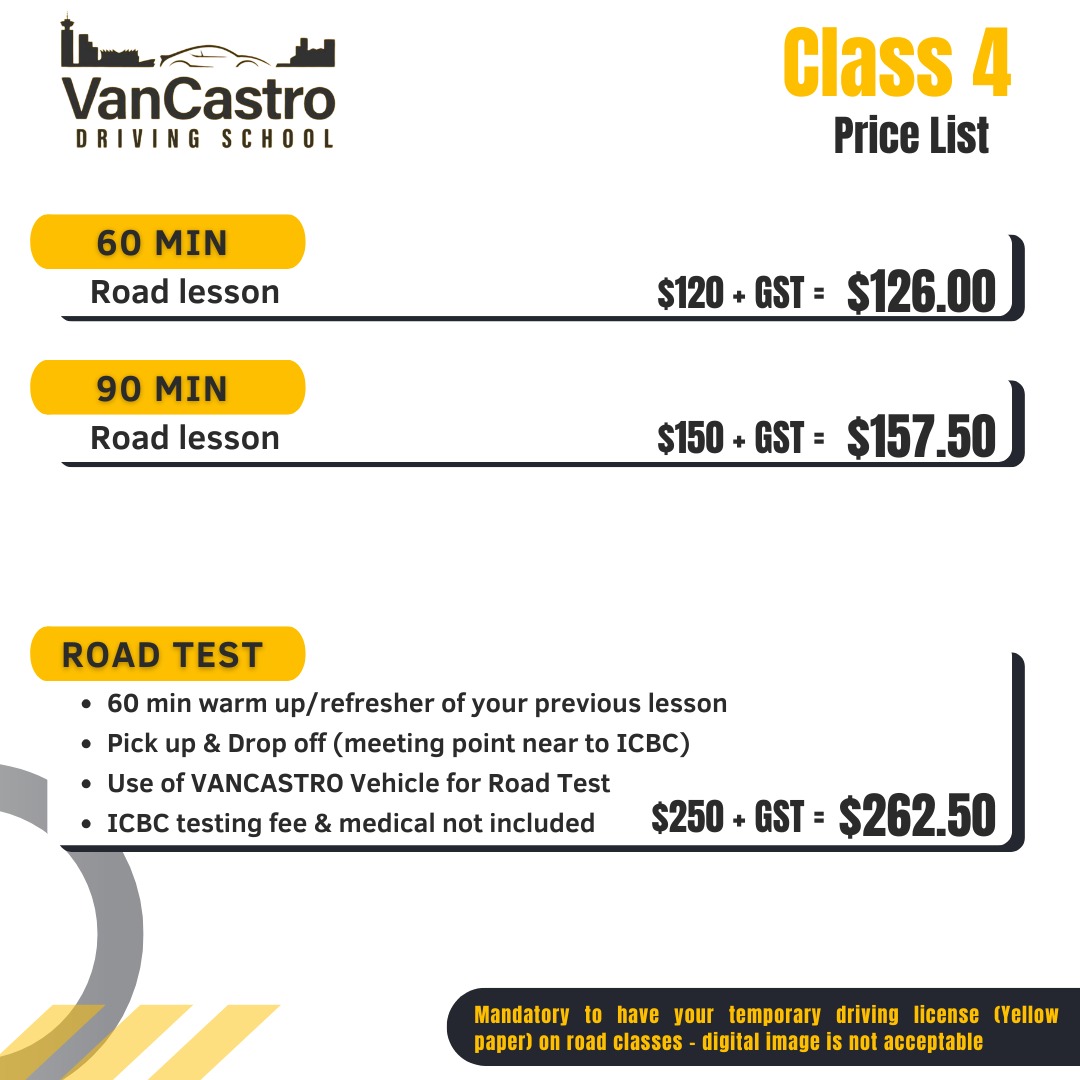 VanCastro
DRIVING SCHOOL
Class 4
Price List
60 MIN
Road lesson
$120 + GST = $126.00
90 MIN
Road lesson
$150 + GST = $157.50
ROAD TEST
• 60 min warm up/refresher of your previous lesson
• Pick up & Drop off (meeting point near to ICBC)
• Use of VANCASTRO Vehicle for Road Test
• ICBC testing fee & medical not included
$250 + GST = $262.50
Mandatory to have your temporary driving license (Yellow
paper) on road classes - digital image is not acceptable